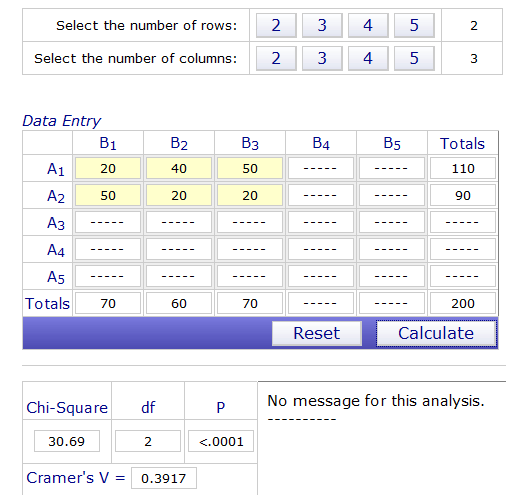 Select the number of rows: 2 3 4 5 2
Select the number of columns: 2 3 4 5 3
Data Entry
B1 B2 B3 B4 B5 Totals
A1 20 40 50 ----- ----- 110
A2 50 20 20 ----- ----- 90
A3 ----- ----- ----- ----- ----- -----
A4 ----- ----- ----- ----- ----- -----
A5 ----- ----- ----- ----- ----- -----
Totals 70 60 70 ----- ----- 200
Reset Calculate
Chi-Square df P
30.69 2 <.0001
Cramer's V = 0.3917
No message for this analysis.
----------